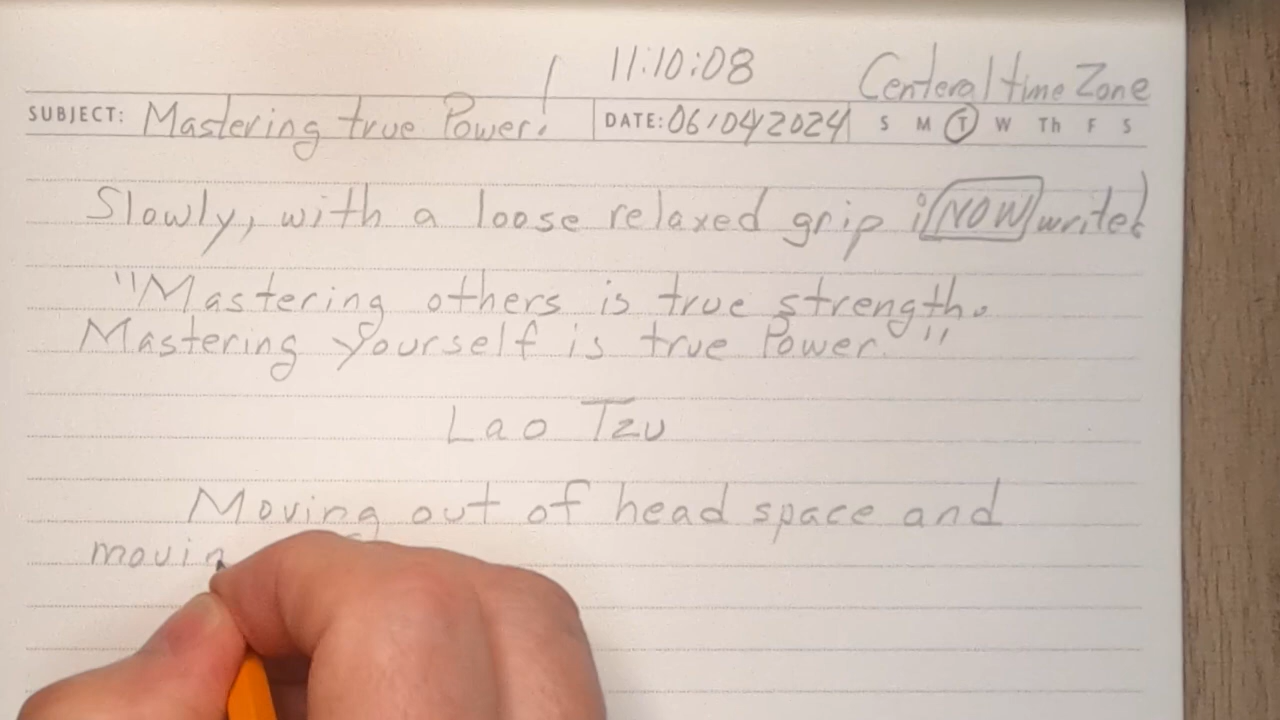 11:10:08 Centeral time Zone
SUBJECT: Mastering true Power! DATE: 06/04/2024 S M T W Th F S
Slowly, with a loose relaxed grip i NOW write!
"Mastering others is true strength.
Mastering Yourself is true Power."
Lao Tzu
Moving out of head space and
movin